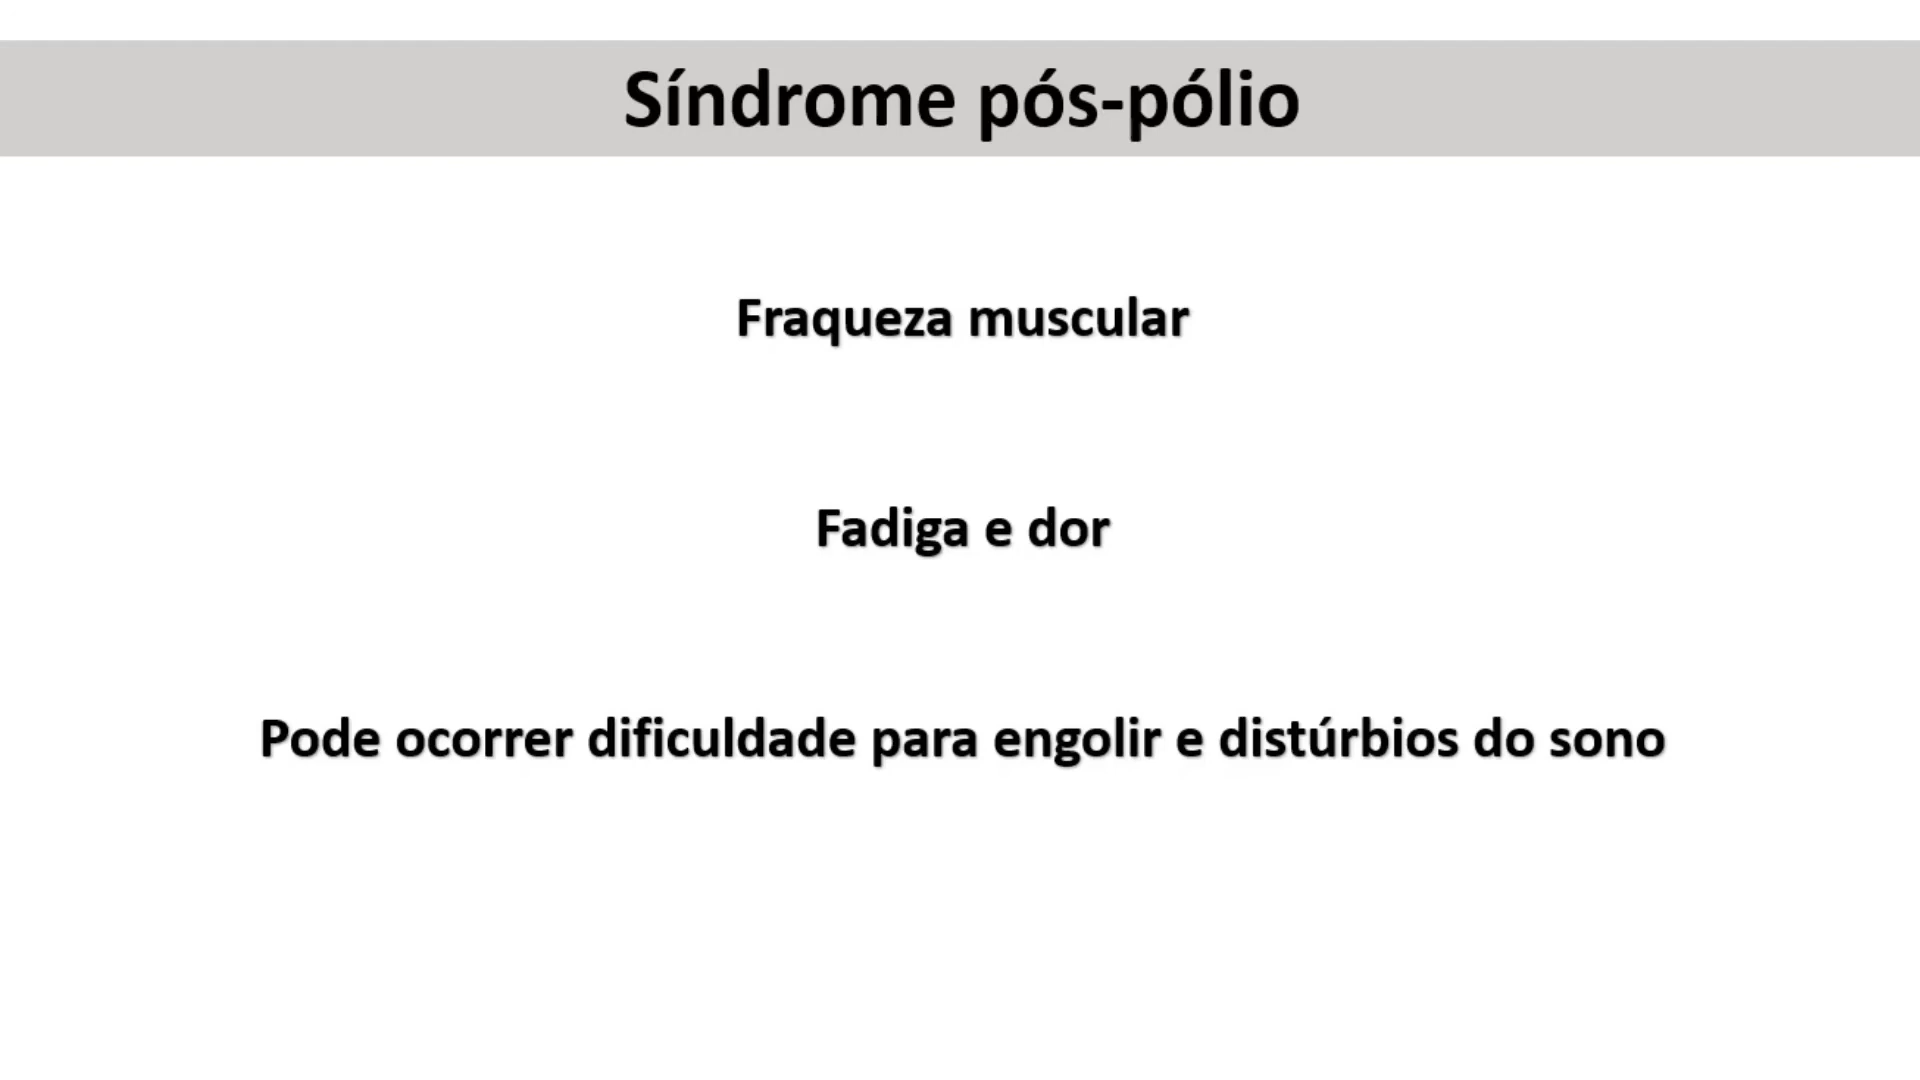 Síndrome pós-pólio
Fraqueza muscular
Fadiga e dor
Pode ocorrer dificuldade para engolir e distúrbios do sono